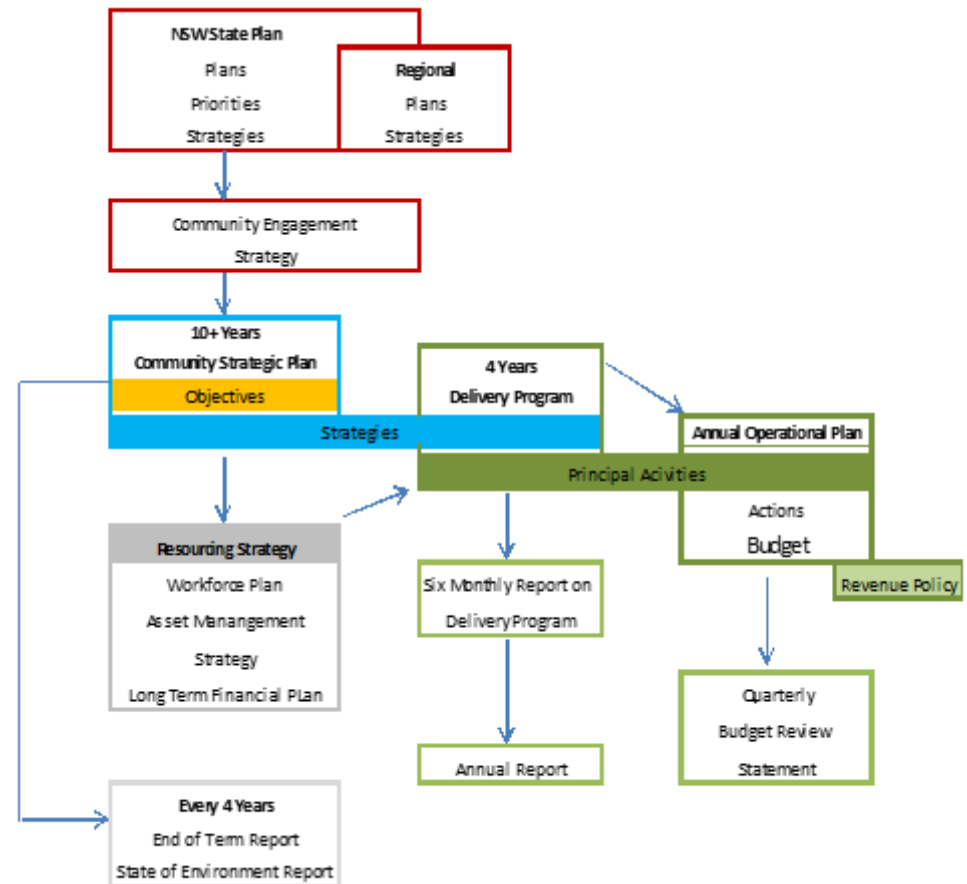 NSW State Plan
Plans
Priorities
Strategies
Regional
Plans
Strategies
Community Engagement
Strategy
10+ Years
Community Strategic Plan
Objectives
Strategies
4 Years
Delivery Program
Annual Operational Plan
Principal Acivities
Actions
Budget
Revenue Policy
Resourcing Strategy
Workforce Plan
Asset Manangement
Strategy
Long Term Financial Plan
Six Monthly Report on
Delivery Program
Annual Report
Quarterly
Budget Review
Statement
Every 4 Years
End of Term Report
State of Environment Report